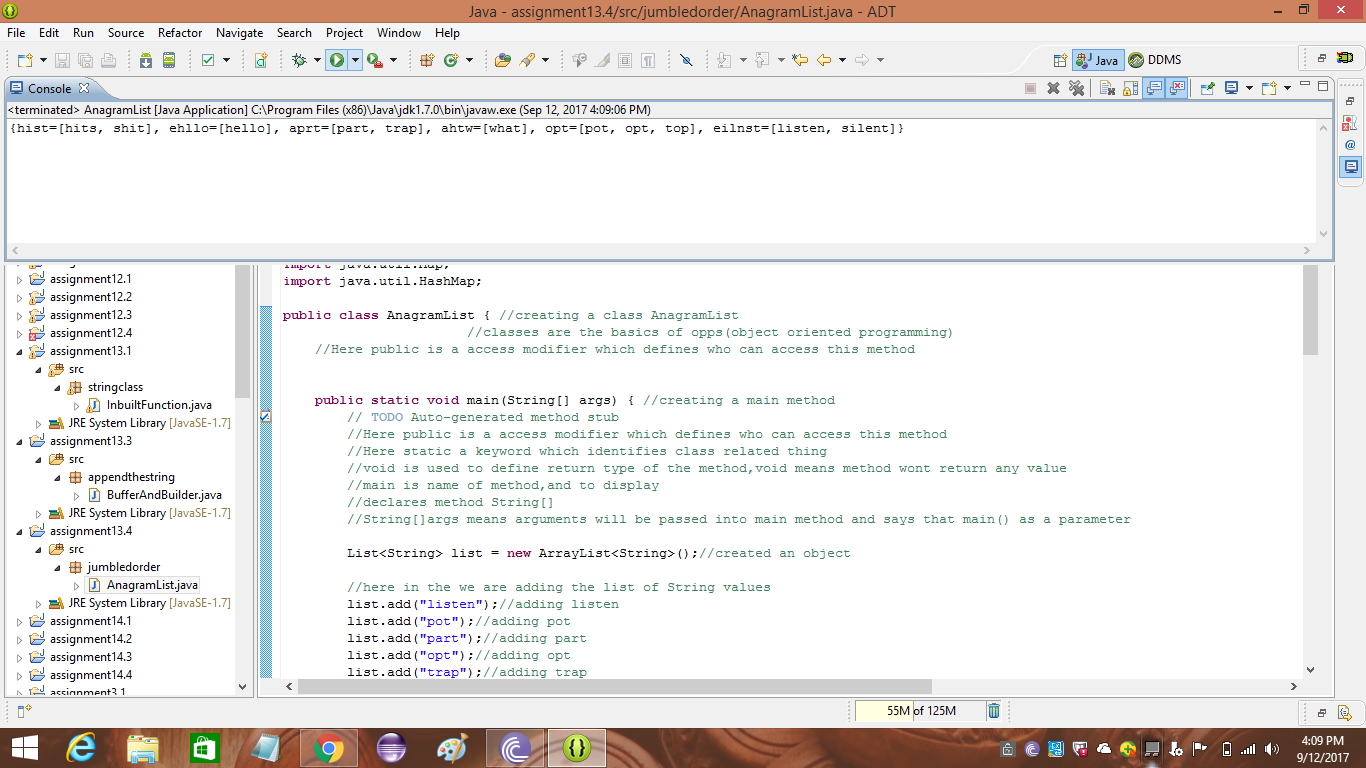 Java - assignment13.4/src/jumbledorder/AnagramList.java - ADT
File Edit Run Source Refactor Navigate Search Project Window Help
Java DDMS
Console
<terminated> AnagramList [Java Application] C:\Program Files (x86)\Java\jdk1.7.0\bin\javaw.exe (Sep 12, 2017 4:09:06 PM)
{hist=[hits, shit], ehllo=[hello], aprt=[part, trap], ahtw=[what], opt=[pot, opt, top], eilnst=[listen, silent]}
assignment12.1
assignment12.2
assignment12.3
assignment12.4
assignment13.1
src
stringclass
InbuiltFunction.java
JRE System Library [JavaSE-1.7]
assignment13.3
src
appendthestring
BufferAndBuilder.java
JRE System Library [JavaSE-1.7]
assignment13.4
src
jumbledorder
AnagramList.java
JRE System Library [JavaSE-1.7]
assignment14.1
assignment14.2
assignment14.3
assignment14.4
assignment3.1
import java.util.Map;
import java.util.HashMap;
public class AnagramList { //creating a class AnagramList
//classes are the basics of opps(object oriented programming)
//Here public is a access modifier which defines who can access this method
public static void main(String[] args) { //creating a main method
// TODO Auto-generated method stub
//Here public is a access modifier which defines who can access this method
//Here static a keyword which identifies class related thing
//void is used to define return type of the method,void means method wont return any value
//main is name of method,and to display
//declares method String[]
//String[]args means arguments will be passed into main method and says that main() as a parameter
List<String> list = new ArrayList<String>();//created an object
//here in the we are adding the list of String values
list.add("listen");//adding listen
list.add("pot");//adding pot
list.add("part");//adding part
list.add("opt");//adding opt
list.add("trap");//adding trap
55M of 125M
4:09 PM
9/12/2017